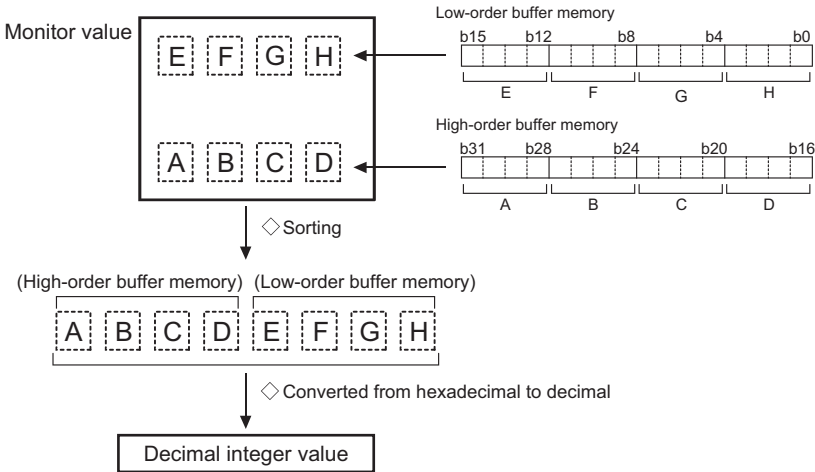 Monitor value
E F G H
A B C D
Low-order buffer memory
b15 b12 b8 b4 b0
E F G H
High-order buffer memory
b31 b28 b24 b20 b16
A B C D
◇ Sorting
(High-order buffer memory) (Low-order buffer memory)
A B C D E F G H
◇ Converted from hexadecimal to decimal
Decimal integer value